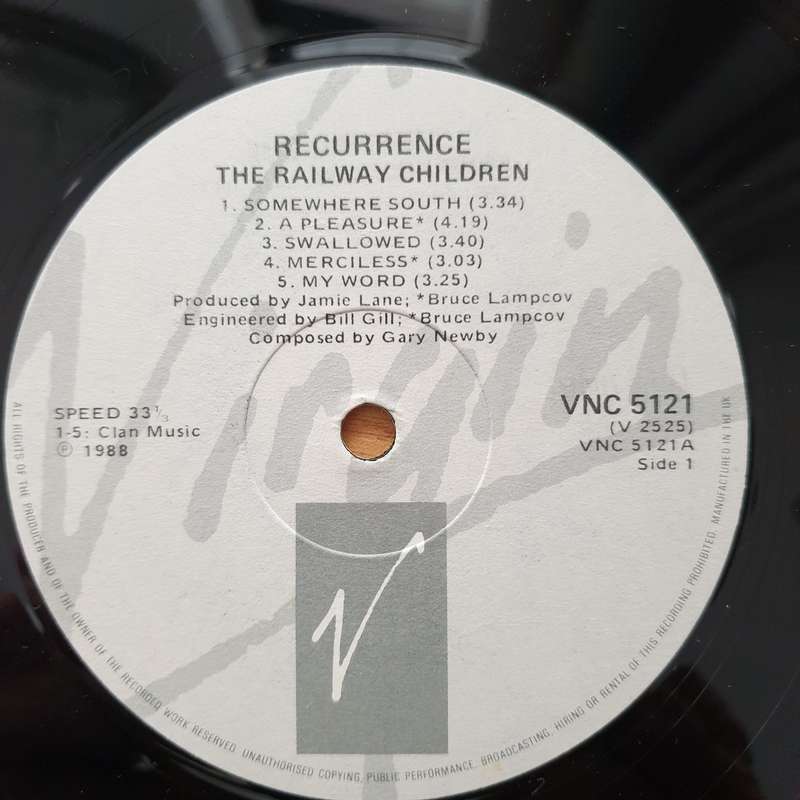 RECURRENCE
THE RAILWAY CHILDREN
1. SOMEWHERE SOUTH (3.34)
2. A PLEASURE* (4.19)
3. SWALLOWED (3.40)
4. MERCILESS* (3.03)
5. MY WORD (3.25)
Produced by Jamie Lane; *Bruce Lampcov
Engineered by Bill Gill; *Bruce Lampcov
Composed by Gary Newby
Virgin
SPEED 33⅓
1-5: Clan Music
℗ 1988
VNC 5121
(V 2525)
VNC 5121A
Side 1
V
ALL RIGHTS OF THE PRODUCER AND OF THE OWNER OF THE RECORDED WORK RESERVED. UNAUTHORISED COPYING, PUBLIC PERFORMANCE, BROADCASTING, HIRING OR RENTAL OF THIS RECORDING PROHIBITED. MANUFACTURED IN THE UK